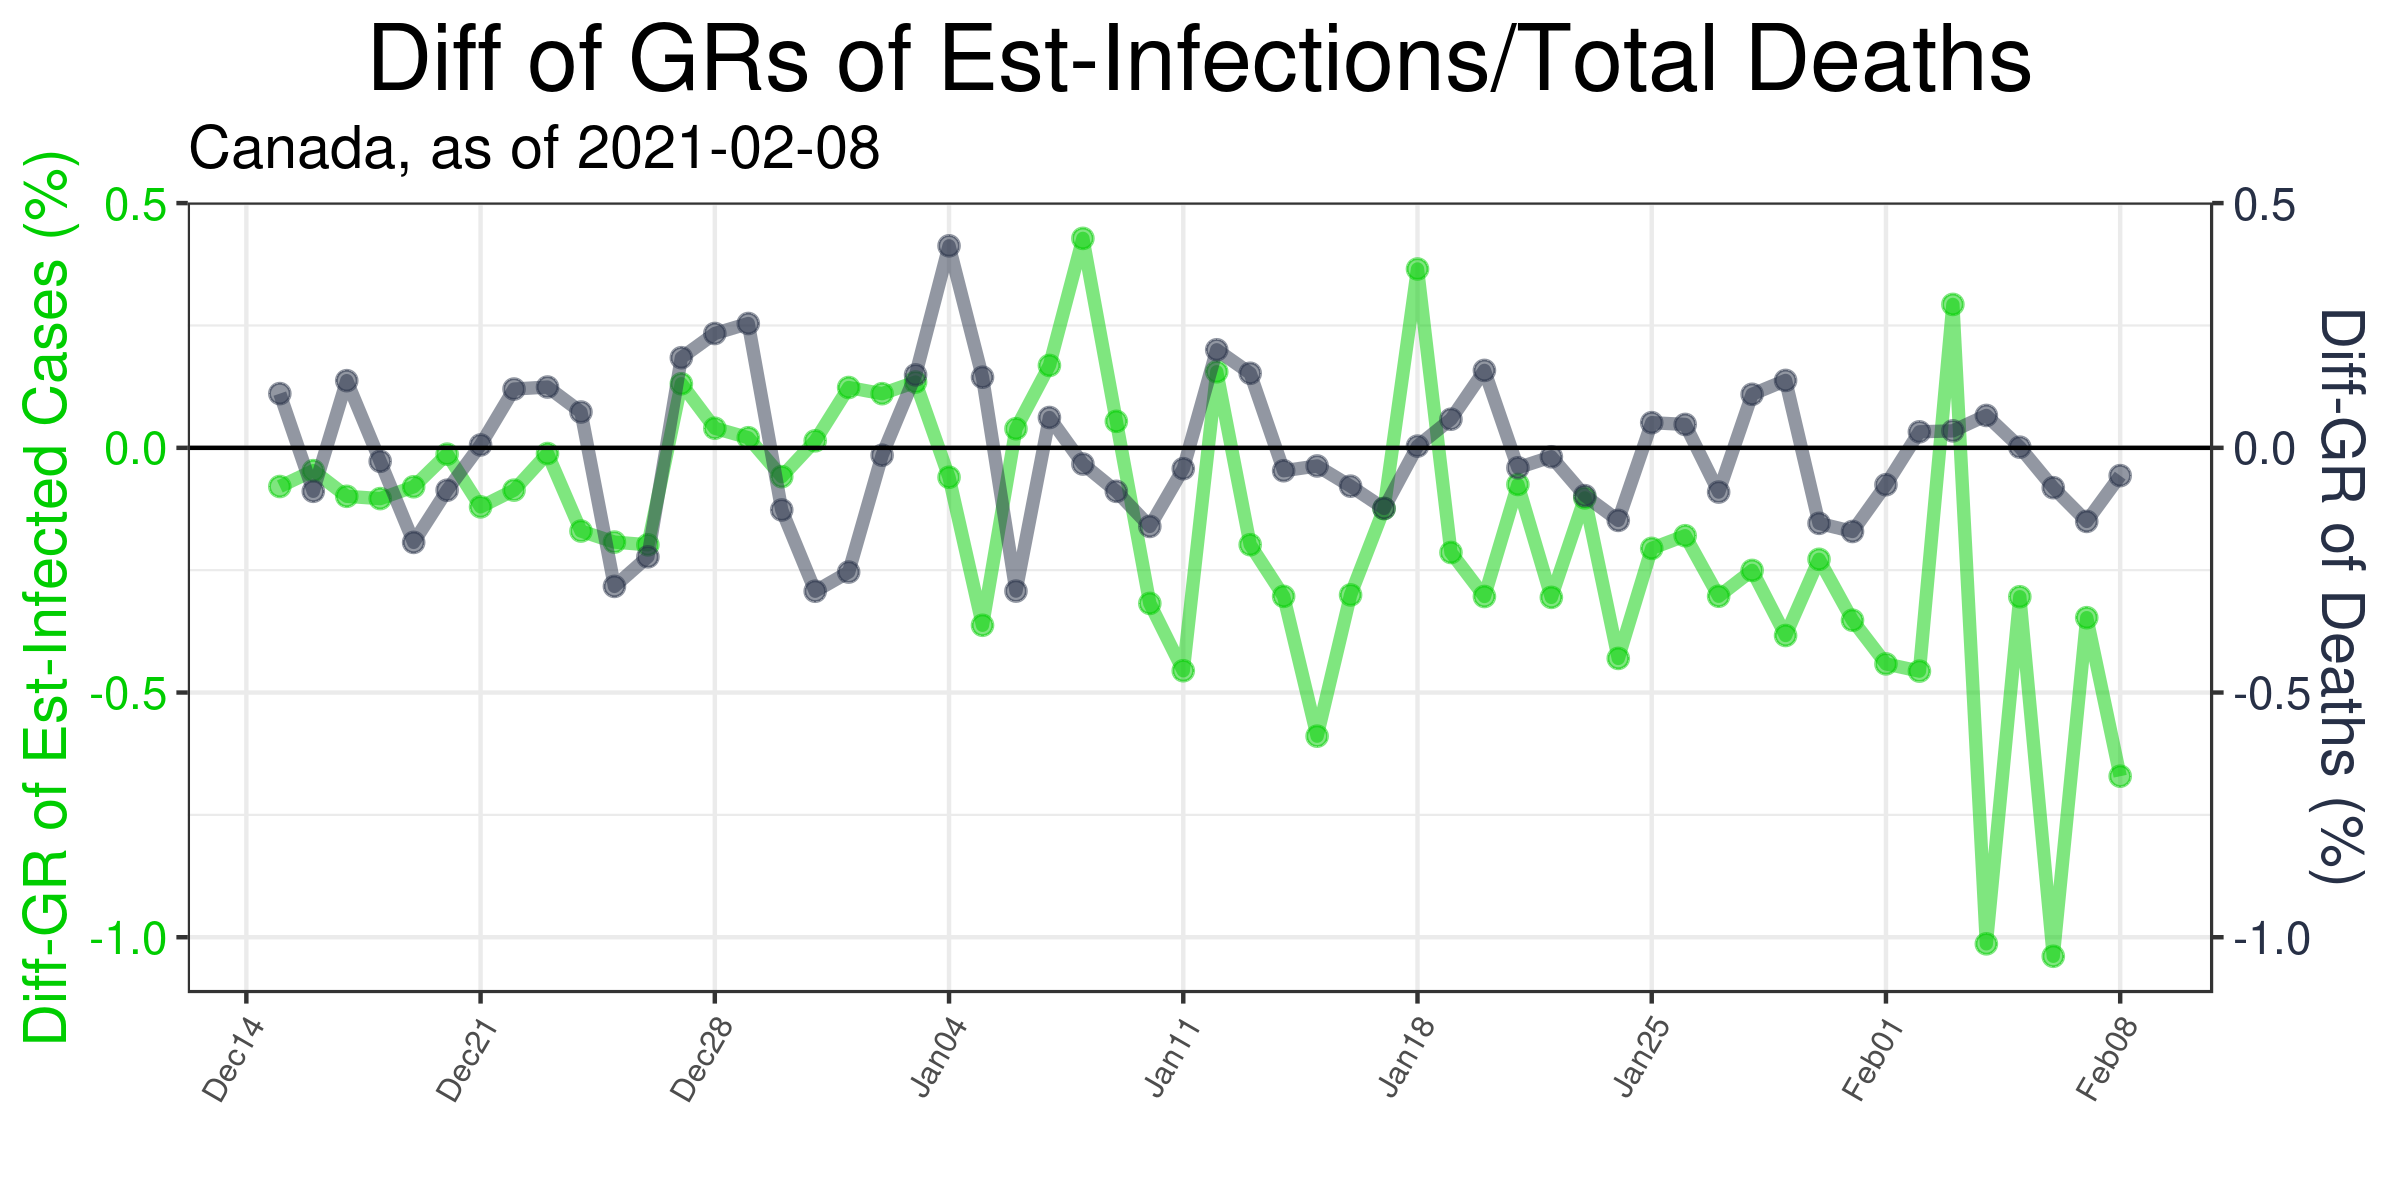 Diff of GRs of Est-Infections/Total Deaths
Canada, as of 2021-02-08
Diff-GR of Est-Infected Cases (%)
0.5
0.0
-0.5
-1.0
0.5
0.0
-0.5
-1.0
Diff-GR of Deaths (%)
Dec14
Dec21
Dec28
Jan04
Jan11
Jan18
Jan25
Feb01
Feb08